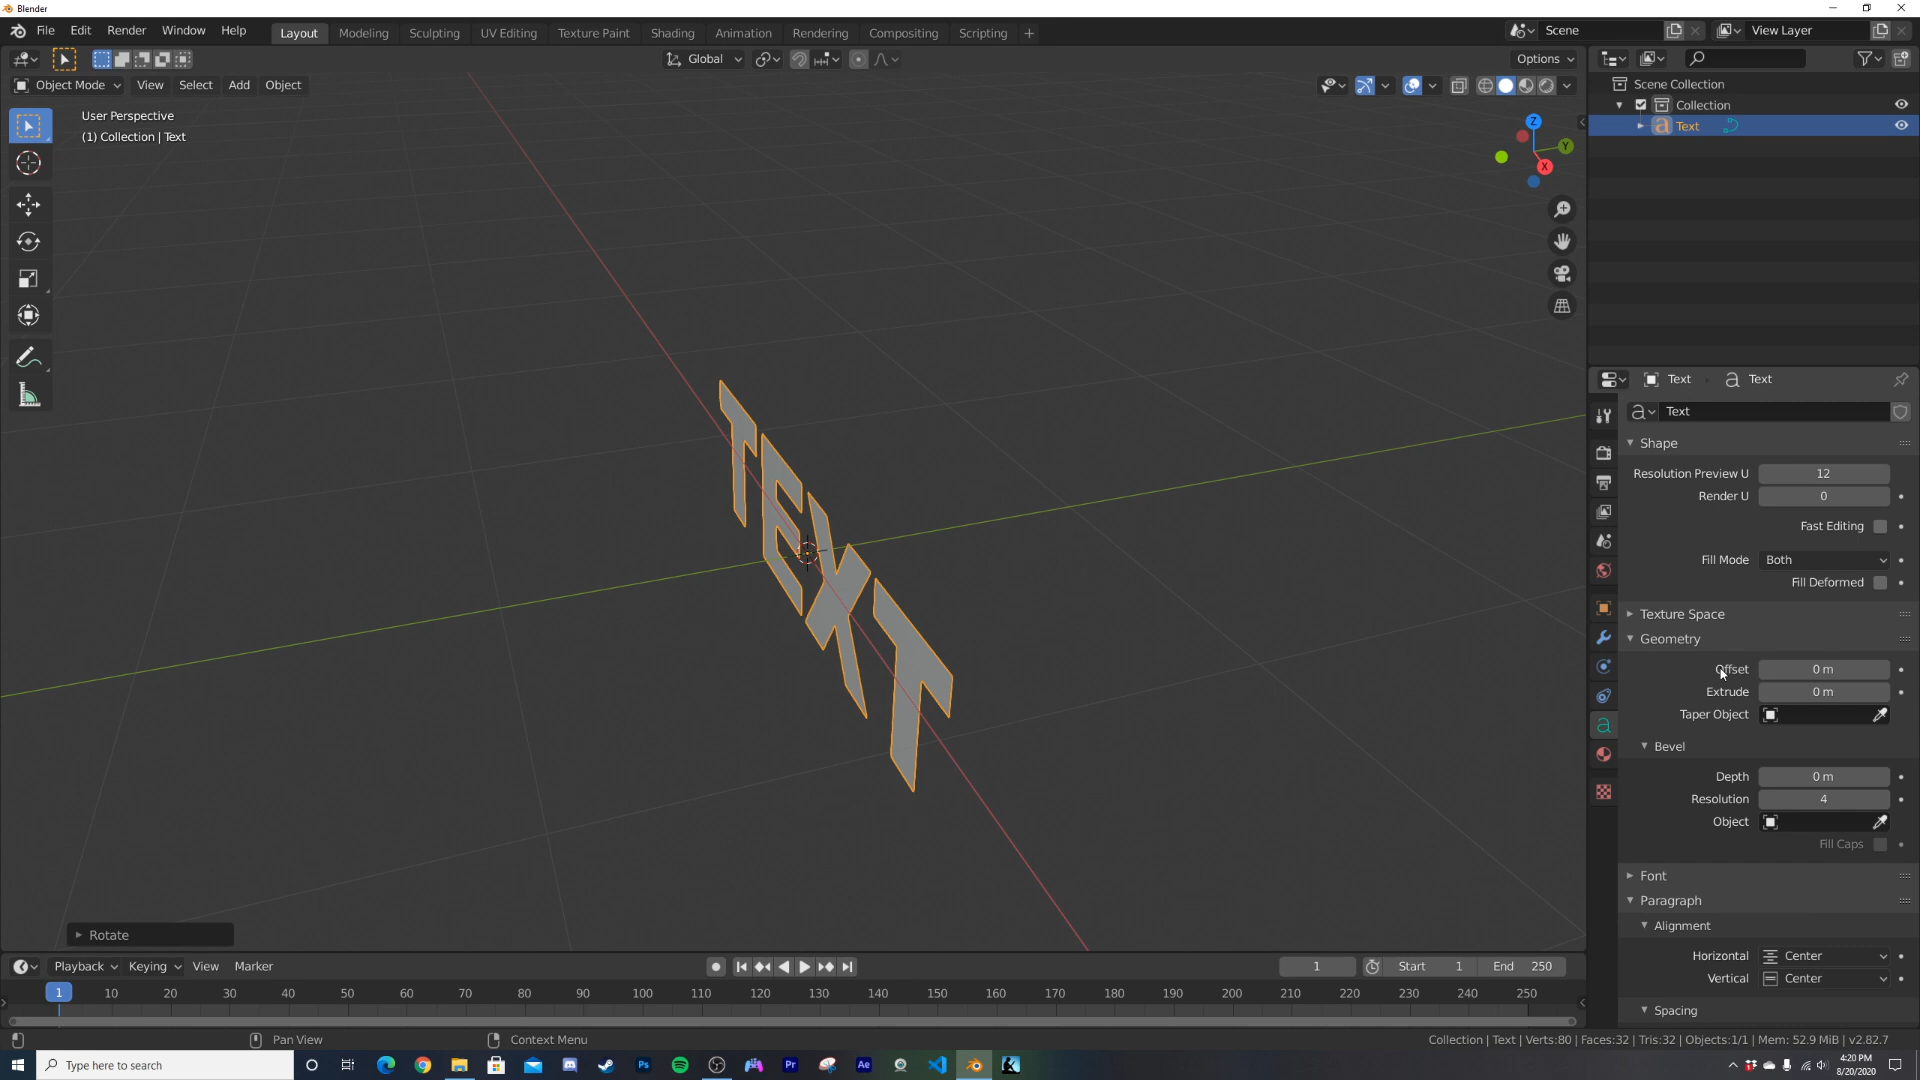 Blender
File Edit Render Window Help Layout Modeling Sculpting UV Editing Texture Paint Shading Animation Rendering Compositing Scripting + Scene View Layer
Global Options
Object Mode View Select Add Object
User Perspective
(1) Collection | Text
Z
Y
X
Scene Collection
Collection
a Text
TEXT
Text a Text
a Text
Shape
Resolution Preview U 12
Render U 0
Fast Editing
Fill Mode Both
Fill Deformed
Texture Space
Geometry
Offset 0 m
Extrude 0 m
Taper Object
Bevel
Depth 0 m
Resolution 4
Object
Fill Caps
Font
Paragraph
Alignment
Horizontal Center
Vertical Center
Spacing
Rotate
Playback Keying View Marker 1 Start 1 End 250
1 10 20 30 40 50 60 70 80 90 100 110 120 130 140 150 160 170 180 190 200 210 220 230 240 250
Pan View Context Menu Collection | Text | Verts:80 | Faces:32 | Tris:32 | Objects:1/1 | Mem: 52.9 MiB | v2.82.7
Type here to search Ps Pr Ae 4:20 PM
8/20/2020